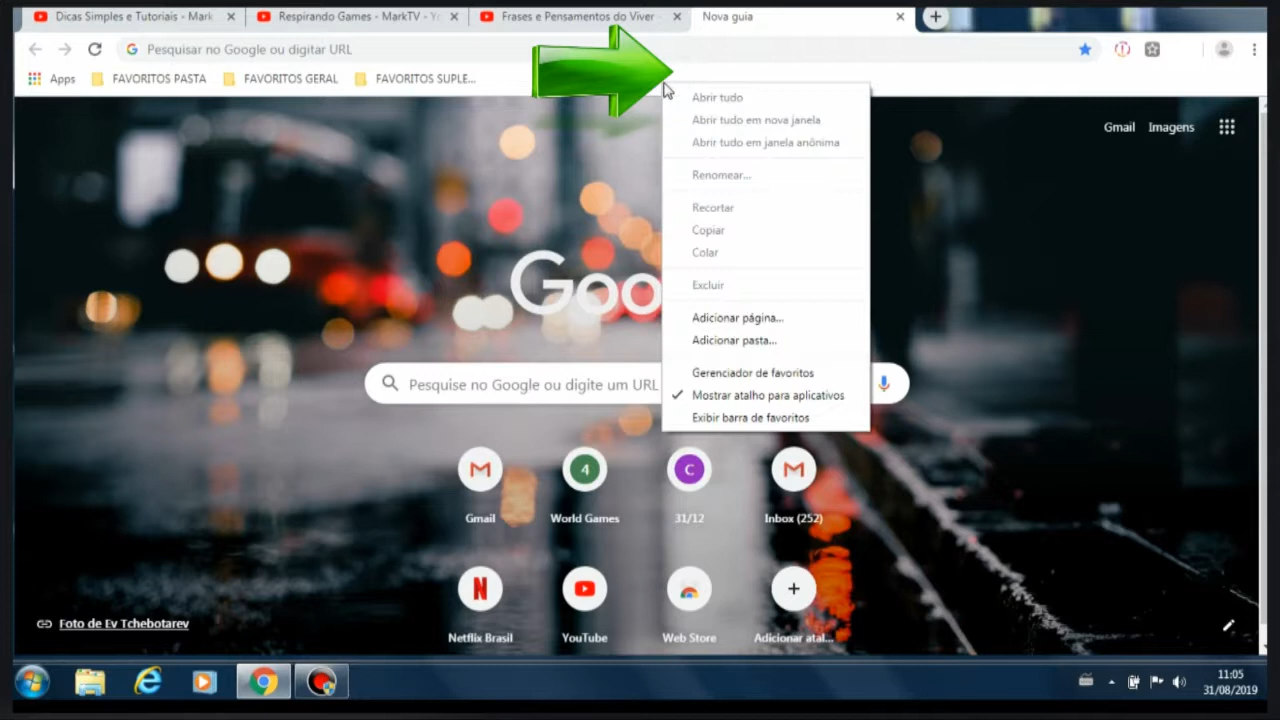 Dicas Simples e Tutoriais - Mark
Respirando Games - MarkTV - Yo
Frases e Pensamentos do Viver -
Nova guia
Pesquisar no Google ou digitar URL
Apps
FAVORITOS PASTA
FAVORITOS GERAL
FAVORITOS SUPLE...
Gmail
Imagens
Abrir tudo
Abrir tudo em nova janela
Abrir tudo em janela anônima
Renomear...
Recortar
Copiar
Colar
Excluir
Adicionar página...
Adicionar pasta...
Gerenciador de favoritos
Mostrar atalho para aplicativos
Exibir barra de favoritos
Goo
Pesquise no Google ou digite um URL
4
C
Gmail
World Games
31/12
Inbox (252)
Netflix Brasil
YouTube
Web Store
Adicionar atal...
Foto de Ev Tchebotarev
11:05
31/08/2019